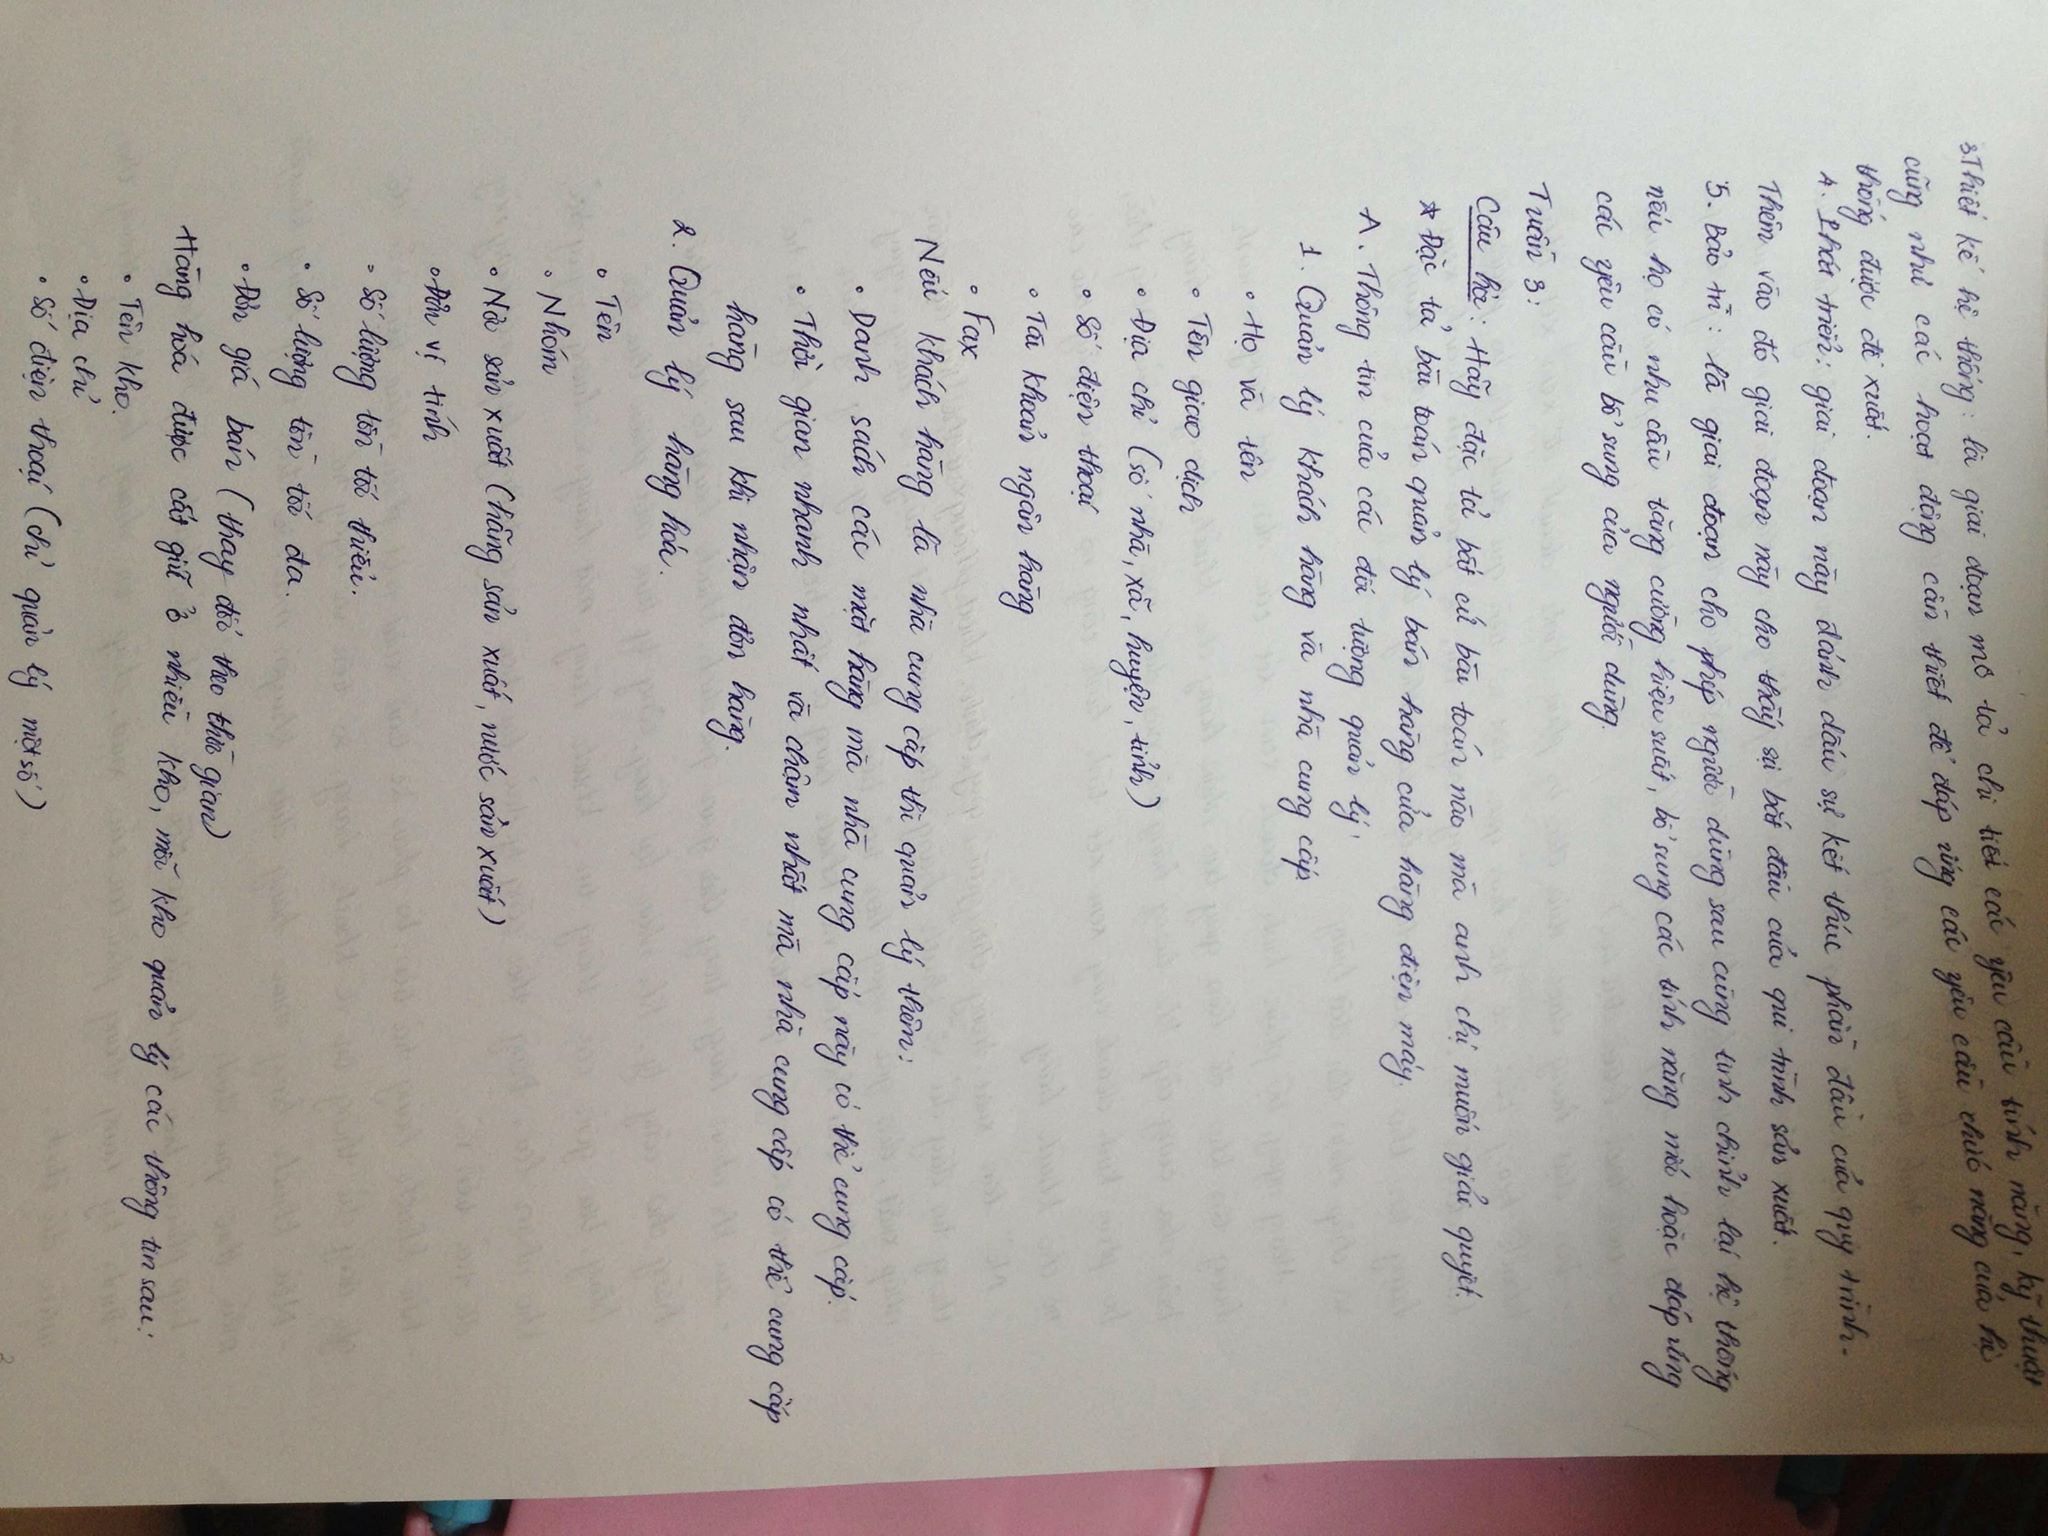 3. Thiết kế hệ thống: là giai đoạn mô tả chi tiết các yêu cầu tính năng, kỹ thuật
cũng như các hoạt động cần thiết để đáp ứng các yêu cầu chức năng của hệ
thống được đề xuất.
4. Phát triển: giai đoạn này đánh dấu sự kết thúc phần đầu của quy trình.
Thêm vào đó giai đoạn này cho thấy sự bắt đầu của qui trình sản xuất.
5. Bảo trì: là giai đoạn cho phép người dùng sau cùng tinh chỉnh lại hệ thống
nếu họ có nhu cầu tăng cường hiệu suất, bổ sung các tính năng mới hoặc đáp ứng
các yêu cầu bổ sung của người dùng.
Tuần 3:
Câu hỏi: Hãy đặc tả bất cứ bài toán nào mà anh chị muốn giải quyết.
* Đặc tả bài toán quản lý bán hàng của hàng điện máy.
A. Thông tin của các đối tượng quản lý:
1. Quản lý khách hàng và nhà cung cấp.
• Họ và tên
• Tên giao dịch
• Địa chỉ (số nhà, xã, huyện, tỉnh)
• Số điện thoại
• Tài khoản ngân hàng
• Fax
Nếu khách hàng là nhà cung cấp thì quản lý thêm:
• Danh sách các mặt hàng mà nhà cung cấp này có thể cung cấp.
• Thời gian nhanh nhất và chậm nhất mà nhà cung cấp có thể cung cấp
hàng sau khi nhận đơn hàng.
2. Quản lý hàng hóa.
• Tên
• Nhóm
• Nơi sản xuất (hãng sản xuất, nước sản xuất)
• Đơn vị tính
• Số lượng tồn tối thiểu.
• Số lượng tồn tối đa.
• Đơn giá bán (thay đổi theo thời gian)
Hàng hoá được cất giữ ở nhiều kho, mỗi kho quản lý các thông tin sau:
• Tên kho.
• Địa chỉ
• Số điện thoại (chỉ quản lý một số)